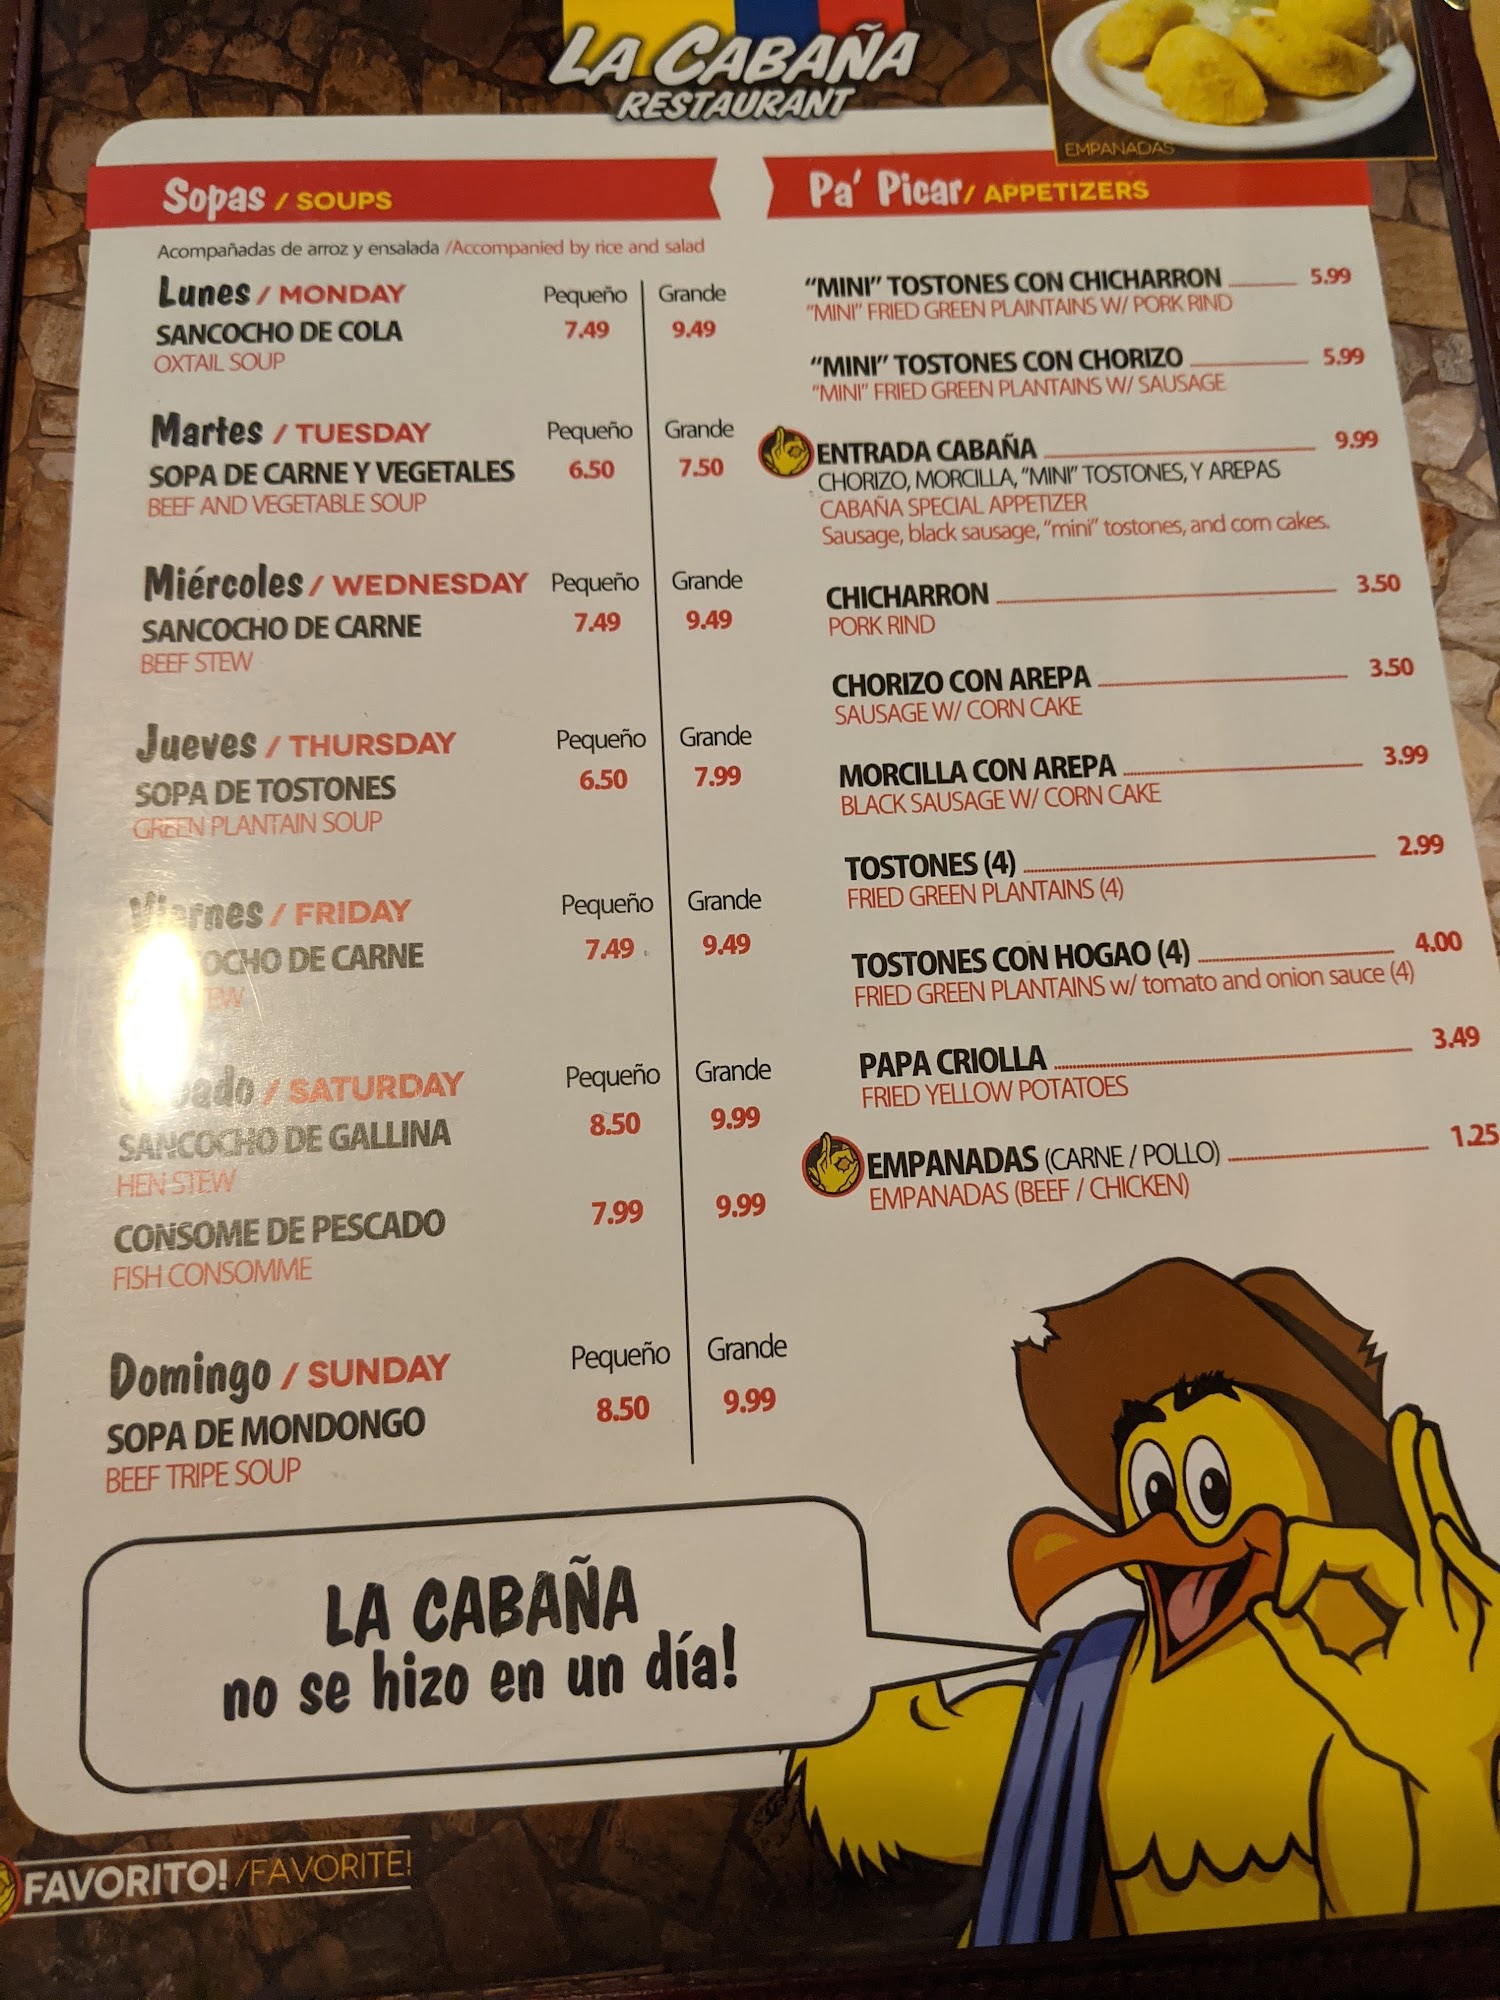 LA CABAÑA
RESTAURANT
EMPANADAS
Sopas / SOUPS
Acompañadas de arroz y ensalada /Accompanied by rice and salad
Lunes / MONDAY Pequeño Grande
SANCOCHO DE COLA 7.49 9.49
OXTAIL SOUP
Martes / TUESDAY Pequeño Grande
SOPA DE CARNE Y VEGETALES 6.50 7.50
BEEF AND VEGETABLE SOUP
Miércoles / WEDNESDAY Pequeño Grande
SANCOCHO DE CARNE 7.49 9.49
BEEF STEW
Jueves / THURSDAY Pequeño Grande
SOPA DE TOSTONES 6.50 7.99
GREEN PLANTAIN SOUP
Viernes / FRIDAY Pequeño Grande
DE CARNE 7.49 9.49
/ SATURDAY Pequeño Grande
SANCOCHO DE GALLINA 8.50 9.99
HEN STEW
CONSOME DE PESCADO 7.99 9.99
FISH CONSOMME
Domingo / SUNDAY Pequeño Grande
SOPA DE MONDONGO 8.50 9.99
BEEF TRIPE SOUP
Pa' Picar / APPETIZERS
"MINI" TOSTONES CON CHICHARRON 5.99
"MINI" FRIED GREEN PLAINTAINS W/ PORK RIND
"MINI" TOSTONES CON CHORIZO 5.99
"MINI" FRIED GREEN PLANTAINS W/ SAUSAGE
ENTRADA CABAÑA 9.99
CHORIZO, MORCILLA, "MINI" TOSTONES, Y AREPAS
CABAÑA SPECIAL APPETIZER
Sausage, black sausage, "mini" tostones, and corn cakes.
CHICHARRON 3.50
PORK RIND
CHORIZO CON AREPA 3.50
SAUSAGE W/ CORN CAKE
MORCILLA CON AREPA 3.99
BLACK SAUSAGE W/ CORN CAKE
TOSTONES (4) 2.99
FRIED GREEN PLANTAINS (4)
TOSTONES CON HOGAO (4) 4.00
FRIED GREEN PLANTAINS w/ tomato and onion sauce (4)
PAPA CRIOLLA 3.49
FRIED YELLOW POTATOES
EMPANADAS (CARNE / POLLO) 1.25
EMPANADAS (BEEF / CHICKEN)
LA CABAÑA
no se hizo en un día!
FAVORITO! /FAVORITE!